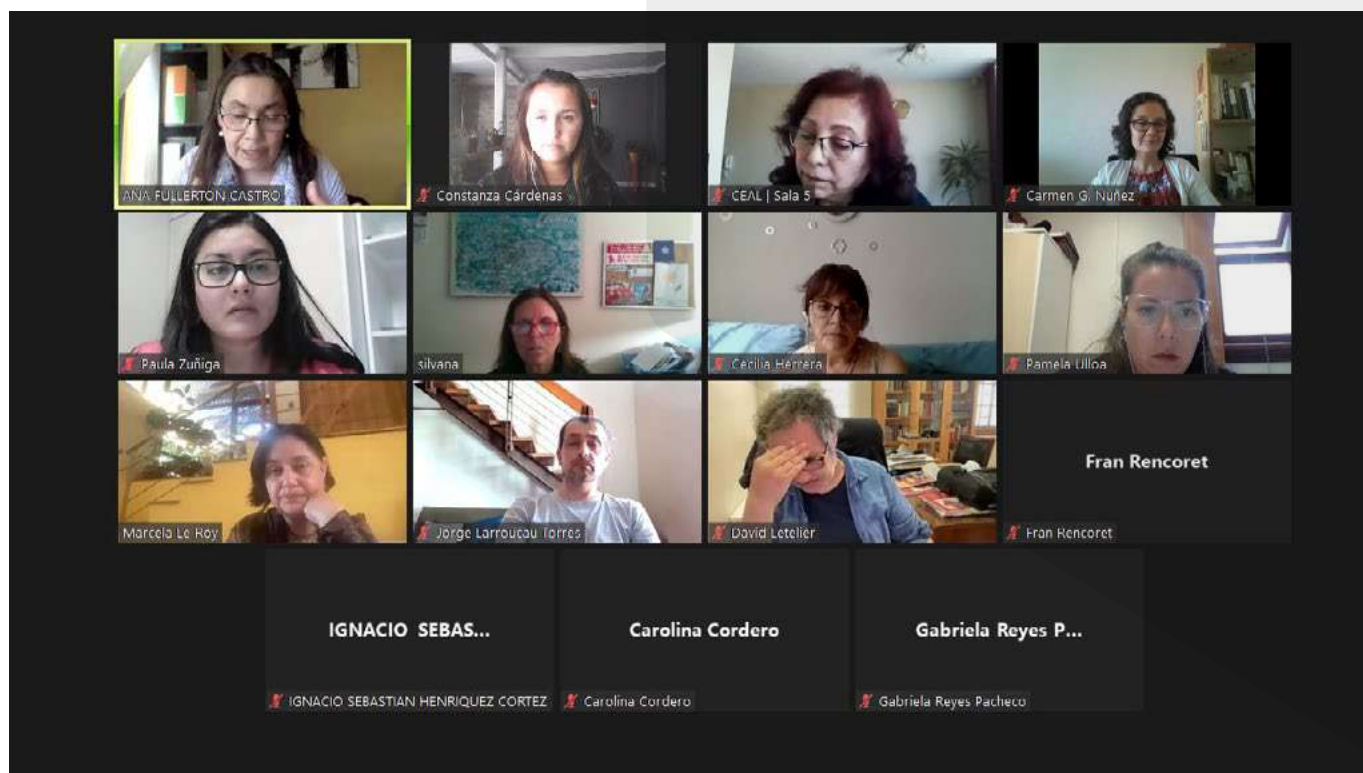 ANA FULLERTON CASTRO
Constanza Cárdenas
CEAL | Sala 5
Carmen G. Nuñez
Paula Zuñiga
silvana
Cecilia Herrera
Pamela Ulloa
Marcela Le Roy
Jorge Larroucau Torres
David Letelier
Fran Rencoret
Fran Rencoret
IGNACIO SEBAS...
IGNACIO SEBASTIAN HENRIQUEZ CORTEZ
Carolina Cordero
Carolina Cordero
Gabriela Reyes P...
Gabriela Reyes Pacheco